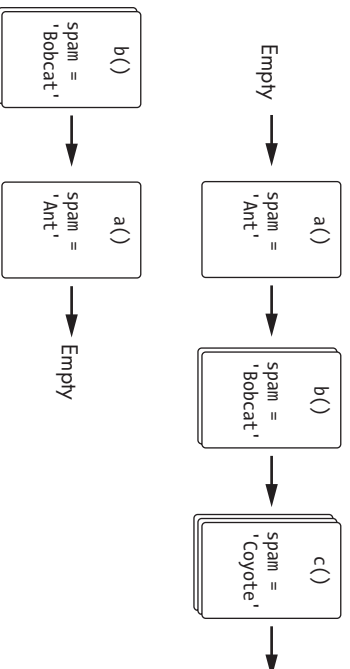 Empty
a()
spam =
'Ant'
b()
spam =
'Bobcat'
c()
spam =
'Coyote'
b()
spam =
'Bobcat'
a()
spam =
'Ant'
Empty